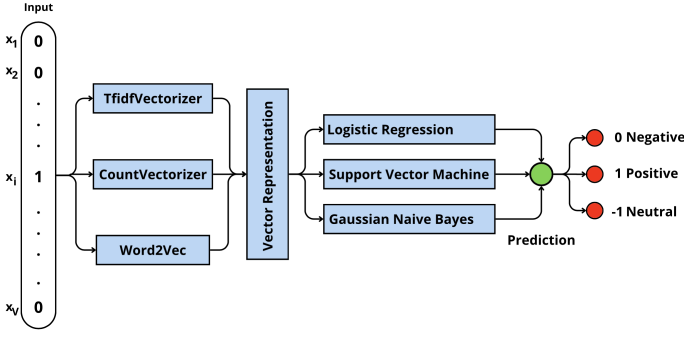 Input
x1 0
x2 0
.
.
.
xi 1
.
.
.
.
xV 0
TfidfVectorizer
CountVectorizer
Word2Vec
Vector Representation
Logistic Regression
Support Vector Machine
Gaussian Naive Bayes
Prediction
0 Negative
1 Positive
-1 Neutral